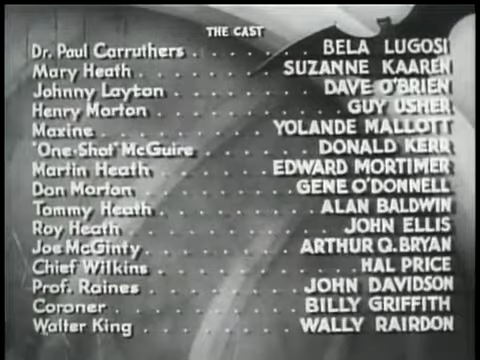 THE CAST
Dr. Paul Carruthers . . . . . . . BELA LUGOSI
Mary Heath . . . . . . . . . SUZANNE KAAREN
Johnny Layton . . . . . . . . . DAVE O'BRIEN
Henry Morton . . . . . . . . . . . GUY USHER
Maxine . . . . . . . . . . YOLANDE MALLOTT
"One-Shot" McGuire . . . . . . . DONALD KERR
Martin Heath . . . . . . . EDWARD MORTIMER
Don Morton . . . . . . . . . GENE O'DONNELL
Tommy Heath . . . . . . . . . ALAN BALDWIN
Roy Heath . . . . . . . . . . . . JOHN ELLIS
Joe McGinty . . . . . . . . ARTHUR Q. BRYAN
Chief Wilkins . . . . . . . . . . . HAL PRICE
Prof. Raines . . . . . . . . . JOHN DAVIDSON
Coroner . . . . . . . . . . . BILLY GRIFFITH
Walter King . . . . . . . . WALLY RAIRDON